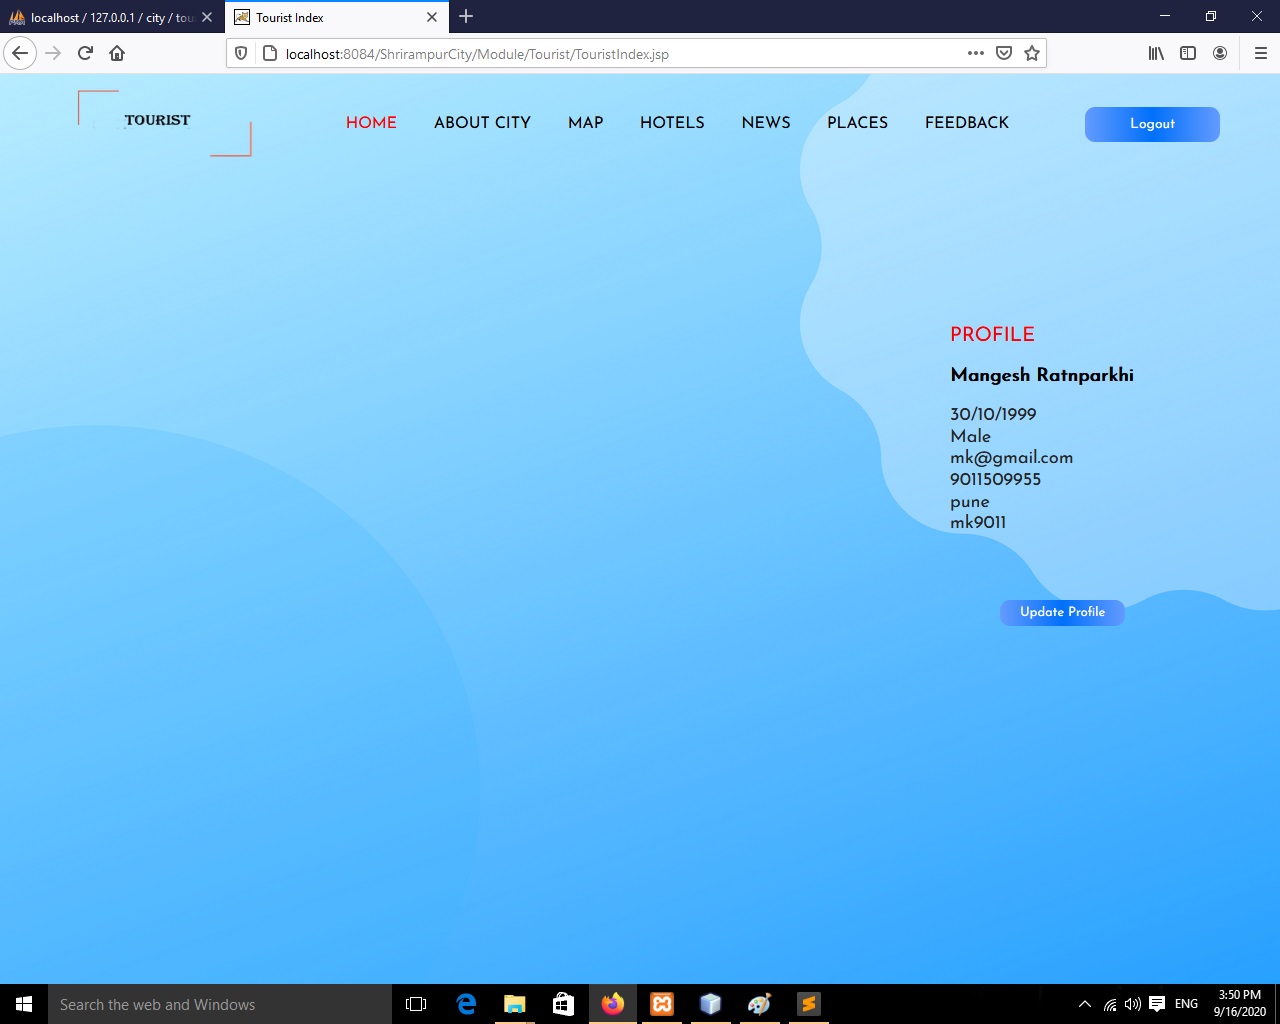 localhost / 127.0.0.1 / city / tou
Tourist Index
localhost:8084/ShrirampurCity/Module/Tourist/TouristIndex.jsp
TOURIST
HOME ABOUT CITY MAP HOTELS NEWS PLACES FEEDBACK Logout
PROFILE
Mangesh Ratnparkhi
30/10/1999
Male
mk@gmail.com
9011509955
pune
mk9011
Update Profile
Search the web and Windows
ENG
3:50 PM
9/16/2020